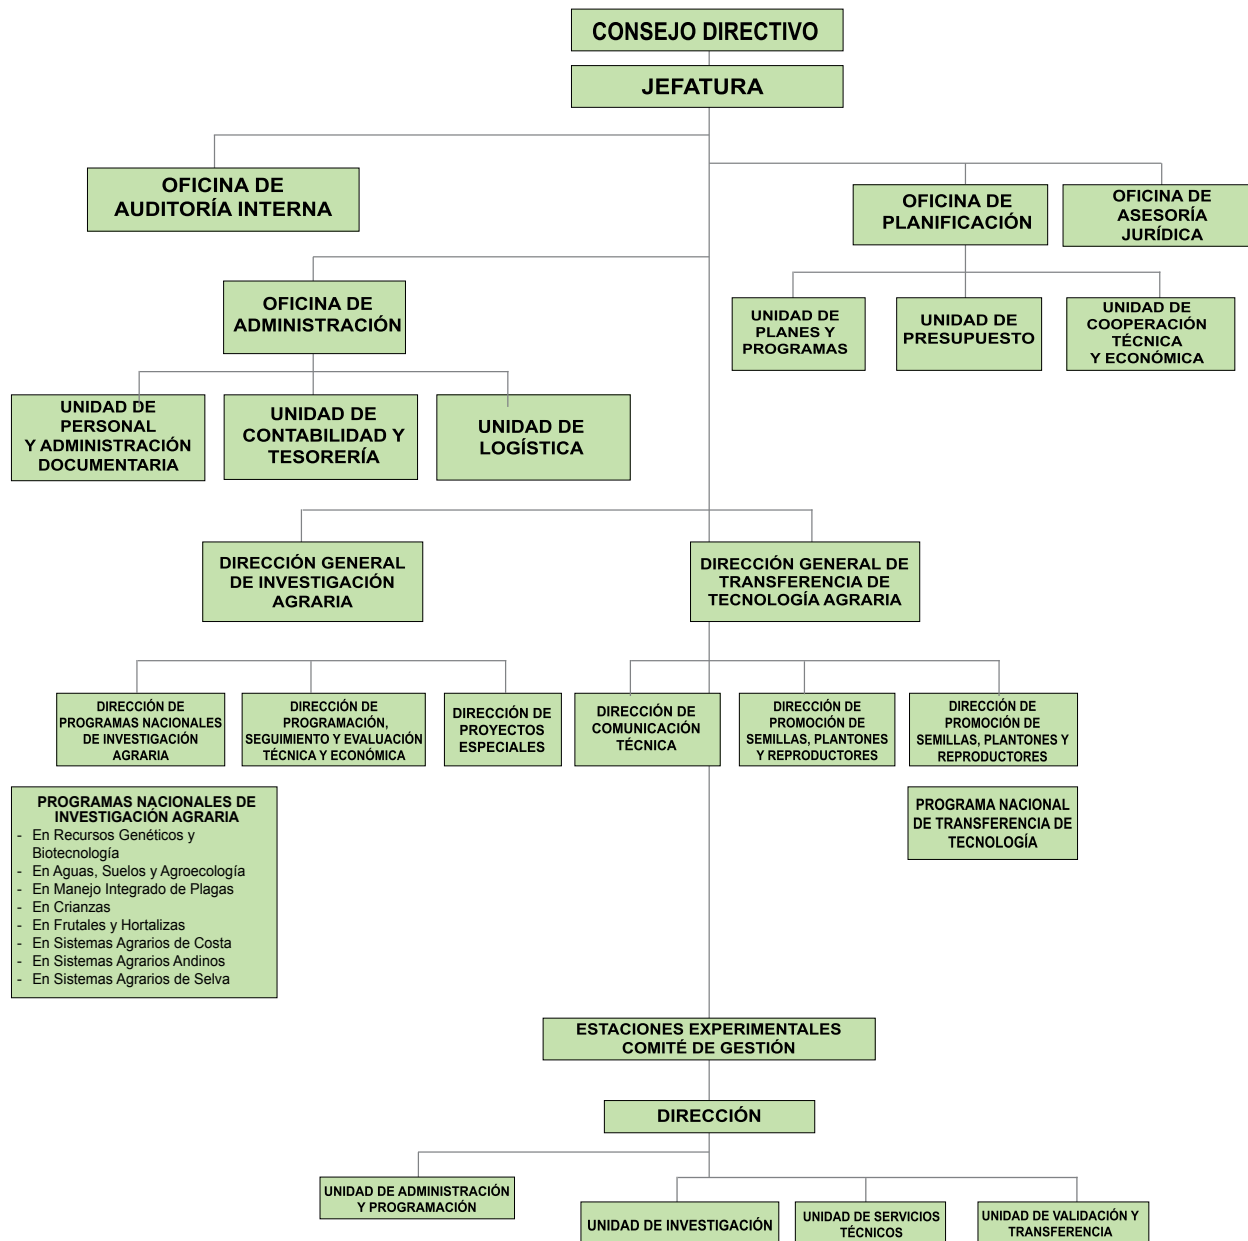 CONSEJO DIRECTIVO
JEFATURA
OFICINA DE
AUDITORÍA INTERNA
OFICINA DE
PLANIFICACIÓN
OFICINA DE
ASESORÍA
JURÍDICA
OFICINA DE
ADMINISTRACIÓN
UNIDAD DE
PLANES Y
PROGRAMAS
UNIDAD DE
PRESUPUESTO
UNIDAD DE
COOPERACIÓN
TÉCNICA
Y ECONÓMICA
UNIDAD DE
PERSONAL
Y ADMINISTRACIÓN
DOCUMENTARIA
UNIDAD DE
CONTABILIDAD Y
TESORERÍA
UNIDAD DE
LOGÍSTICA
DIRECCIÓN GENERAL
DE INVESTIGACIÓN
AGRARIA
DIRECCIÓN GENERAL DE
TRANSFERENCIA DE
TECNOLOGÍA AGRARIA
DIRECCIÓN DE
PROGRAMAS NACIONALES
DE INVESTIGACIÓN
AGRARIA
DIRECCIÓN DE
PROGRAMACIÓN,
SEGUIMIENTO Y EVALUACIÓN
TÉCNICA Y ECONÓMICA
DIRECCIÓN DE
PROYECTOS
ESPECIALES
DIRECCIÓN DE
COMUNICACIÓN
TÉCNICA
DIRECCIÓN DE
PROMOCIÓN DE
SEMILLAS, PLANTONES
Y REPRODUCTORES
DIRECCIÓN DE
PROMOCIÓN DE
SEMILLAS, PLANTONES Y
REPRODUCTORES
PROGRAMAS NACIONALES DE
INVESTIGACIÓN AGRARIA
- En Recursos Genéticos y
Biotecnología
- En Aguas, Suelos y Agroecología
- En Manejo Integrado de Plagas
- En Crianzas
- En Frutales y Hortalizas
- En Sistemas Agrarios de Costa
- En Sistemas Agrarios Andinos
- En Sistemas Agrarios de Selva
PROGRAMA NACIONAL
DE TRANSFERENCIA DE
TECNOLOGÍA
ESTACIONES EXPERIMENTALES
COMITÉ DE GESTIÓN
DIRECCIÓN
UNIDAD DE ADMINISTRACIÓN
Y PROGRAMACIÓN
UNIDAD DE INVESTIGACIÓN
UNIDAD DE SERVICIOS
TÉCNICOS
UNIDAD DE VALIDACIÓN Y
TRANSFERENCIA